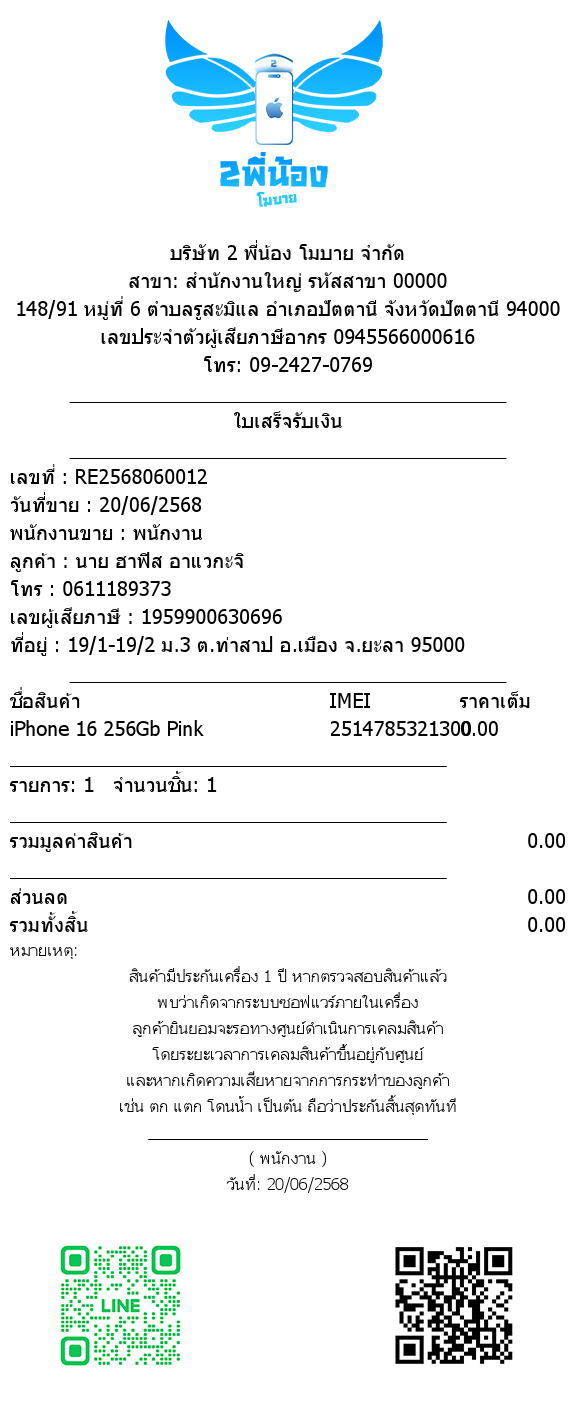 2
2พี่น้อง
โมบาย
บริษัท 2 พี่น้อง โมบาย จำกัด
สาขา: สำนักงานใหญ่ รหัสสาขา 00000
148/91 หมู่ที่ 6 ตำบลรูสะมิแล อำเภอปัตตานี จังหวัดปัตตานี 94000
เลขประจำตัวผู้เสียภาษีอากร 0945566000616
โทร: 09-2427-0769
ใบเสร็จรับเงิน
เลขที่ : RE2568060012
วันที่ขาย : 20/06/2568
พนักงานขาย : พนักงาน
ลูกค้า : นาย ฮาฟิส อาแวกะจิ
โทร : 0611189373
เลขผู้เสียภาษี : 1959900630696
ที่อยู่ : 19/1-19/2 ม.3 ต.ท่าสาป อ.เมือง จ.ยะลา 95000
ชื่อสินค้า IMEI ราคาเต็ม
iPhone 16 256Gb Pink 2514785321300.00
รายการ: 1 จำนวนชิ้น: 1
รวมมูลค่าสินค้า 0.00
ส่วนลด 0.00
รวมทั้งสิ้น 0.00
หมายเหตุ:
สินค้ามีประกันเครื่อง 1 ปี หากตรวจสอบสินค้าแล้ว
พบว่าเกิดจากระบบซอฟแวร์ภายในเครื่อง
ลูกค้ายินยอมจะรอทางศูนย์ดำเนินการเคลมสินค้า
โดยระยะเวลาการเคลมสินค้าขึ้นอยู่กับศูนย์
และหากเกิดความเสียหายจากการกระทำของลูกค้า
เช่น ตก แตก โดนน้ำ เป็นต้น ถือว่าประกันสิ้นสุดทันที
( พนักงาน )
วันที่: 20/06/2568
LINE